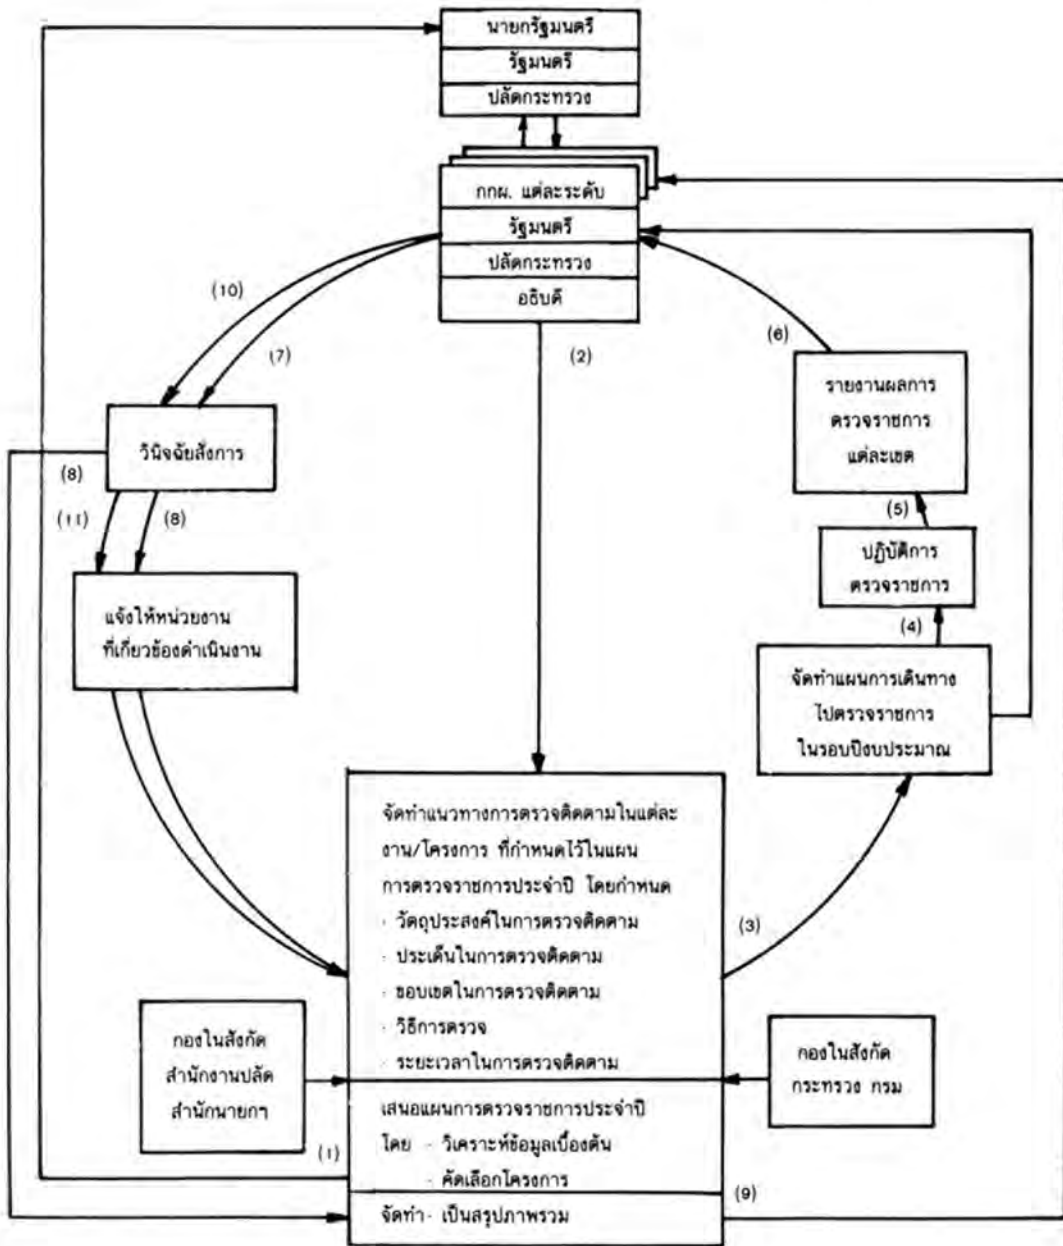 นายกรัฐมนตรี
รัฐมนตรี
ปลัดกระทรวง
กกผ. แต่ละระดับ
รัฐมนตรี
ปลัดกระทรวง
อธิบดี
(10)
(7)
(2)
(6)
รายงานผลการ
ตรวจราชการ
แต่ละเขต
วินิจฉัยสั่งการ
(8)
(11)
(8)
(5)
ปฏิบัติการ
ตรวจราชการ
(4)
แจ้งให้หน่วยงาน
ที่เกี่ยวข้องดำเนินงาน
จัดทำแผนการเดินทาง
ไปตรวจราชการ
ในรอบปีงบประมาณ
จัดทำแนวทางการตรวจติดตามในแต่ละ
งาน/โครงการ ที่กำหนดไว้ในแผน
การตรวจราชการประจำปี โดยกำหนด
· วัตถุประสงค์ในการตรวจติดตาม
· ประเด็นในการตรวจติดตาม
· ขอบเขตในการตรวจติดตาม
· วิธีการตรวจ
· ระยะเวลาในการตรวจติดตาม
(3)
กองในสังกัด
สำนักงานปลัด
สำนักนายกฯ
กองในสังกัด
กระทรวง กรม
เสนอแผนการตรวจราชการประจำปี
โดย · วิเคราะห์ข้อมูลเบื้องต้น
· คัดเลือกโครงการ
(1)
(9)
จัดทำ · เป็นสรุปภาพรวม